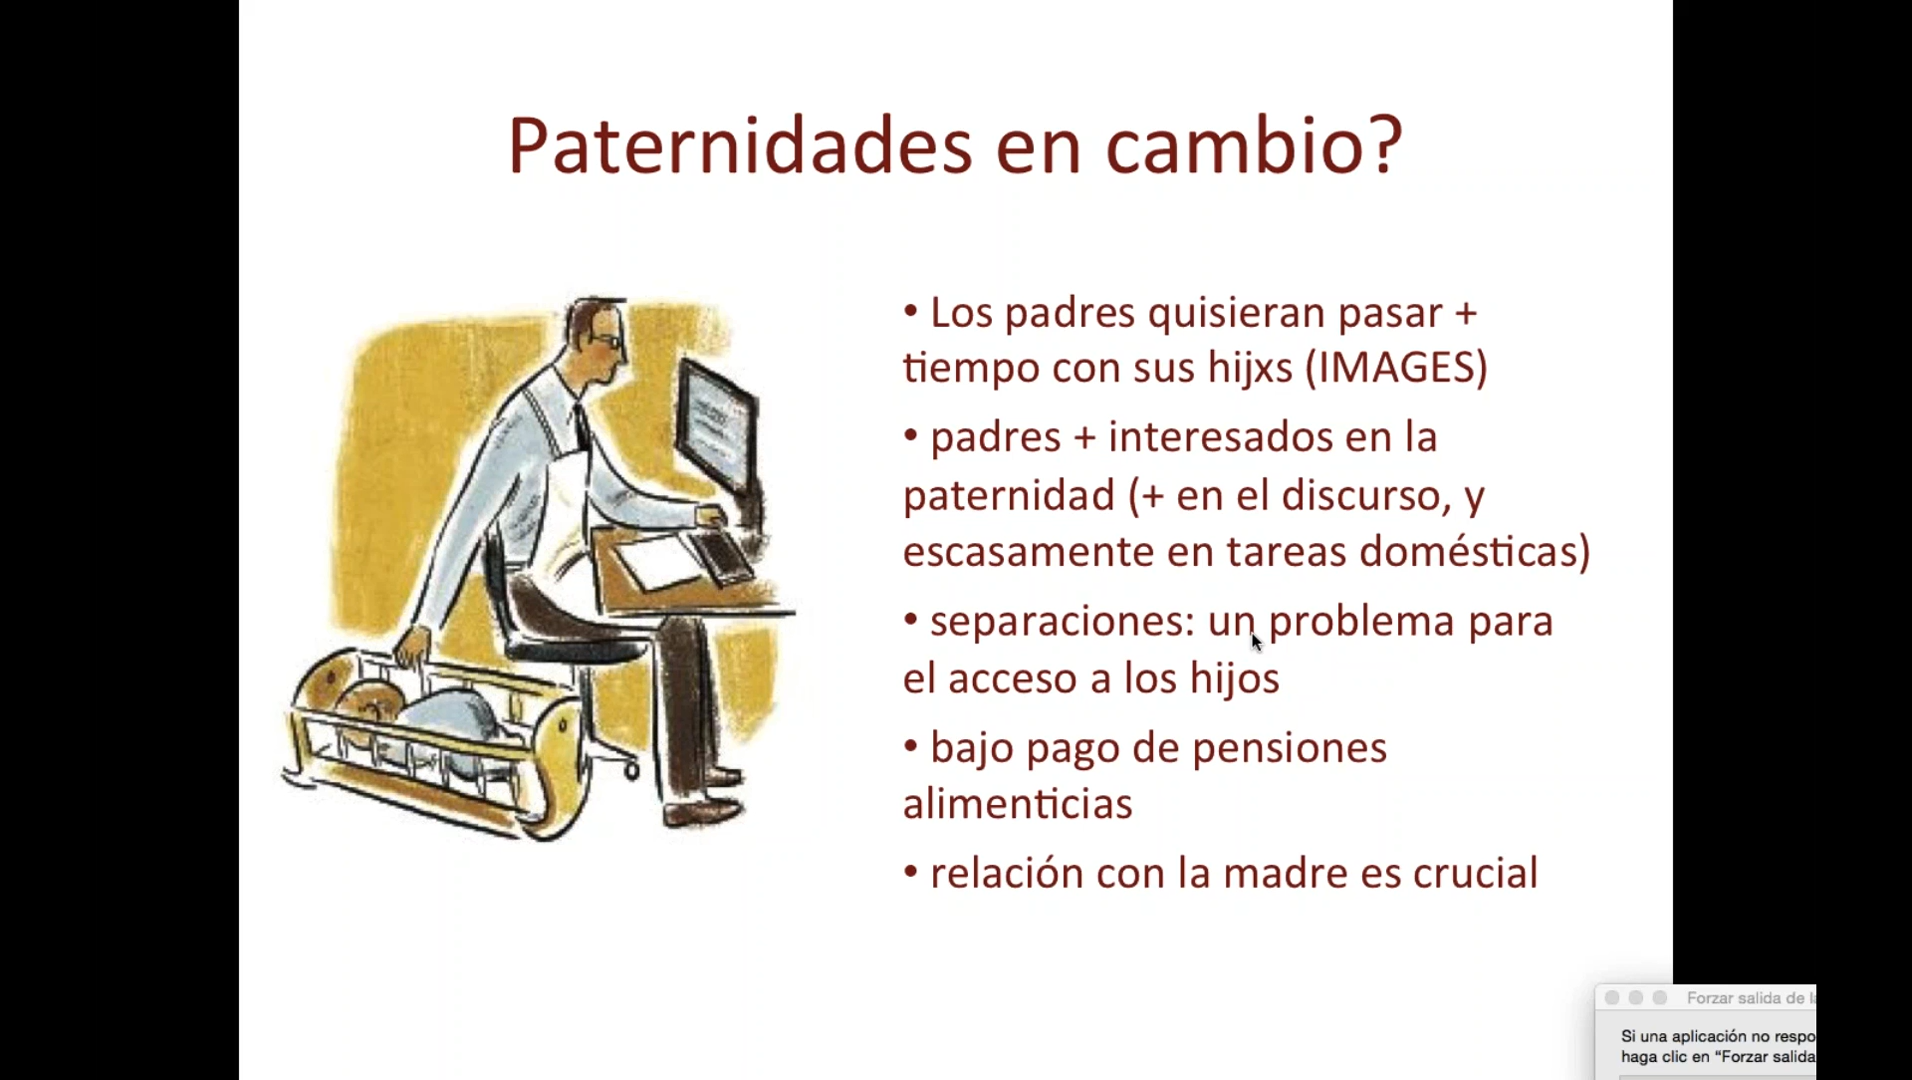 Paternidades en cambio?
• Los padres quisieran pasar +
tiempo con sus hijxs (IMAGES)
• padres + interesados en la
paternidad (+ en el discurso, y
escasamente en tareas domésticas)
• separaciones: un problema para
el acceso a los hijos
• bajo pago de pensiones
alimenticias
• relación con la madre es crucial
Forzar salida de
Si una aplicación no respo
haga clic en “Forzar salida